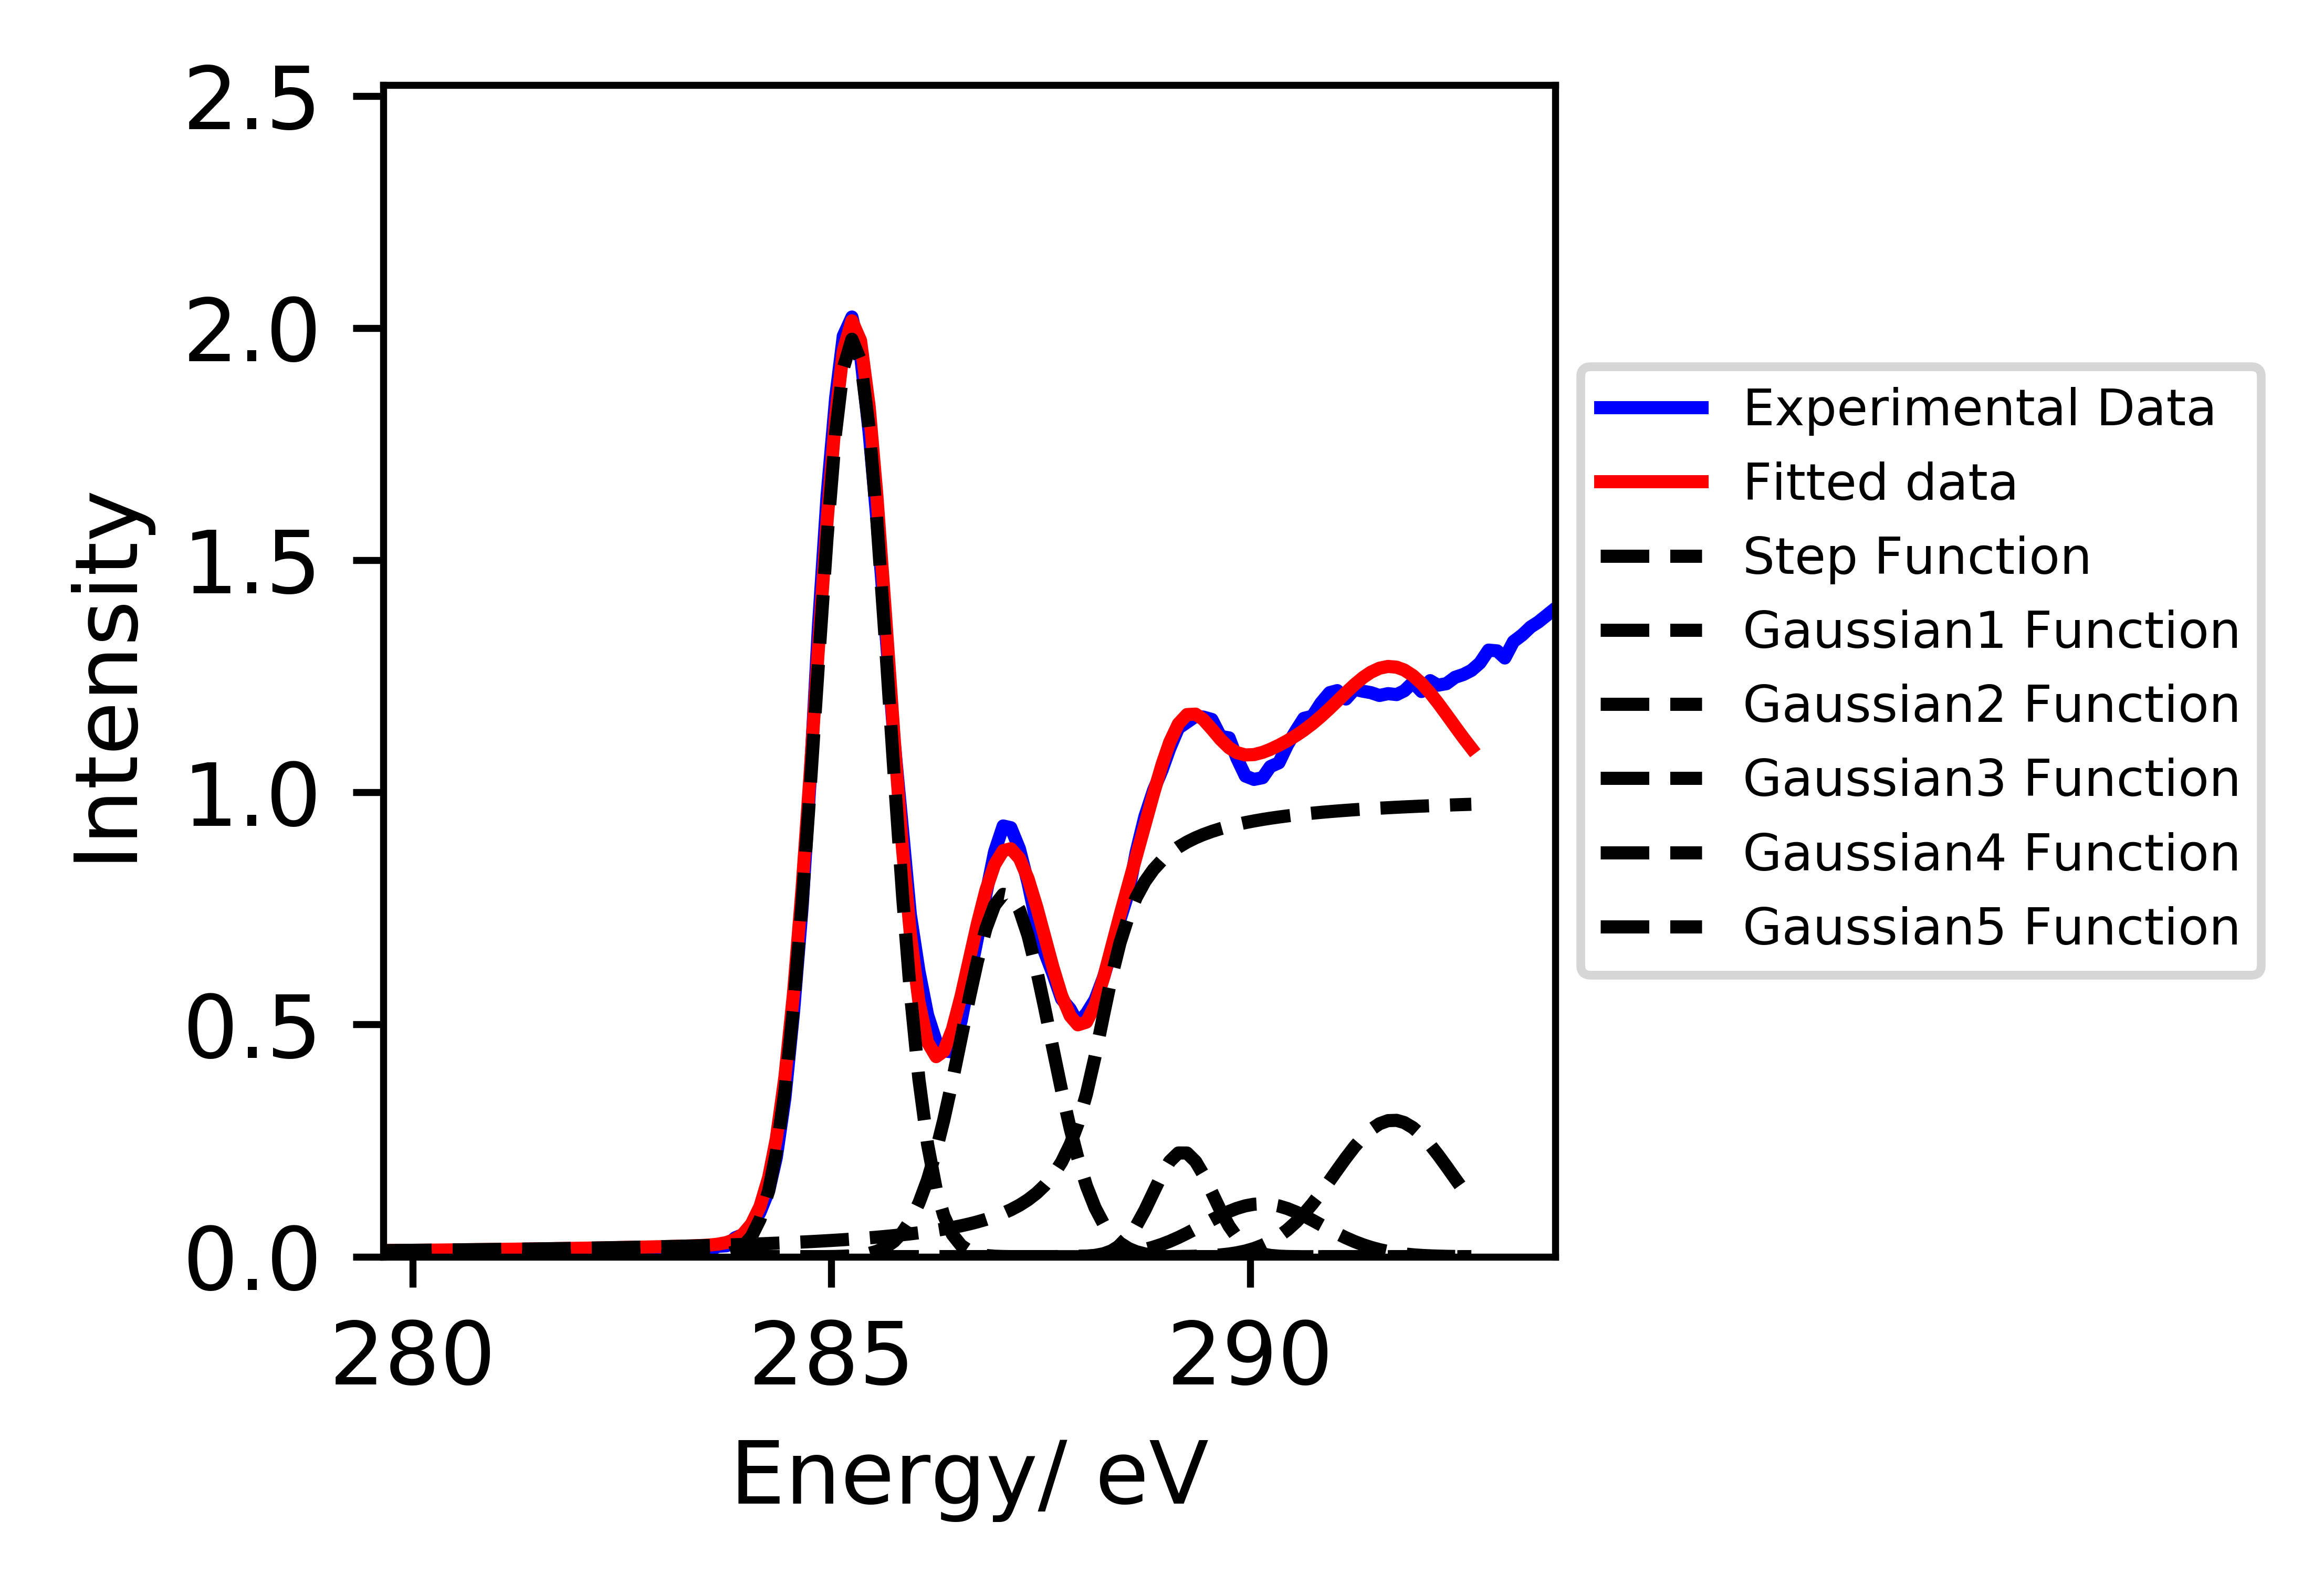 2.5
2.0
1.5
1.0
0.5
0.0
Intensity
280 285 290
Energy/ eV
Experimental Data
Fitted data
Step Function
Gaussian1 Function
Gaussian2 Function
Gaussian3 Function
Gaussian4 Function
Gaussian5 Function